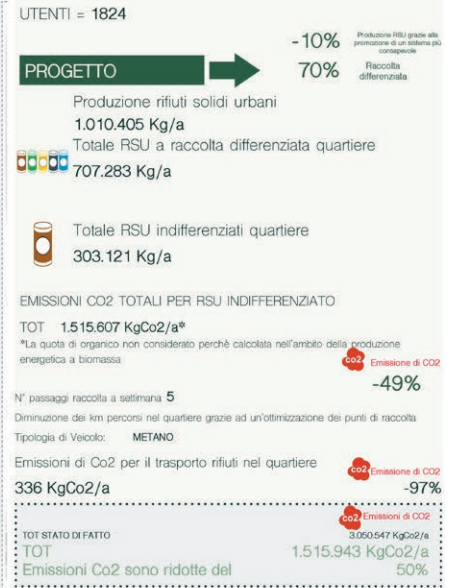 UTENTI = 1824
-10% Produzione RSU grazie alla
promozione di un sistema più
consapevole
PROGETTO
70% Raccolta
differenziata
Produzione rifiuti solidi urbani
1.010.405 Kg/a
Totale RSU a raccolta differenziata quartiere
707.283 Kg/a
Totale RSU indifferenziati quartiere
303.121 Kg/a
EMISSIONI CO2 TOTALI PER RSU INDIFFERENZIATO
TOT 1.515.607 KgCo2/a*
*La quota di organico non considerato perchè calcolata nell'ambito della produzione
energetica a biomassa
co2 Emissione di CO2
-49%
N° passaggi raccolta a settimana 5
Diminuzione dei km percorsi nel quartiere grazie ad un'ottimizzazione dei punti di raccolta
Tipologia di Veicolo: METANO
Emissioni di Co2 per il trasporto rifiuti nel quartiere
co2 Emissione di CO2
336 KgCo2/a -97%
co2 Emissioni di CO2
TOT STATO DI FATTO 3.050.547 KgCo2/a
TOT 1.515.943 KgCo2/a
Emissioni Co2 sono ridotte del 50%